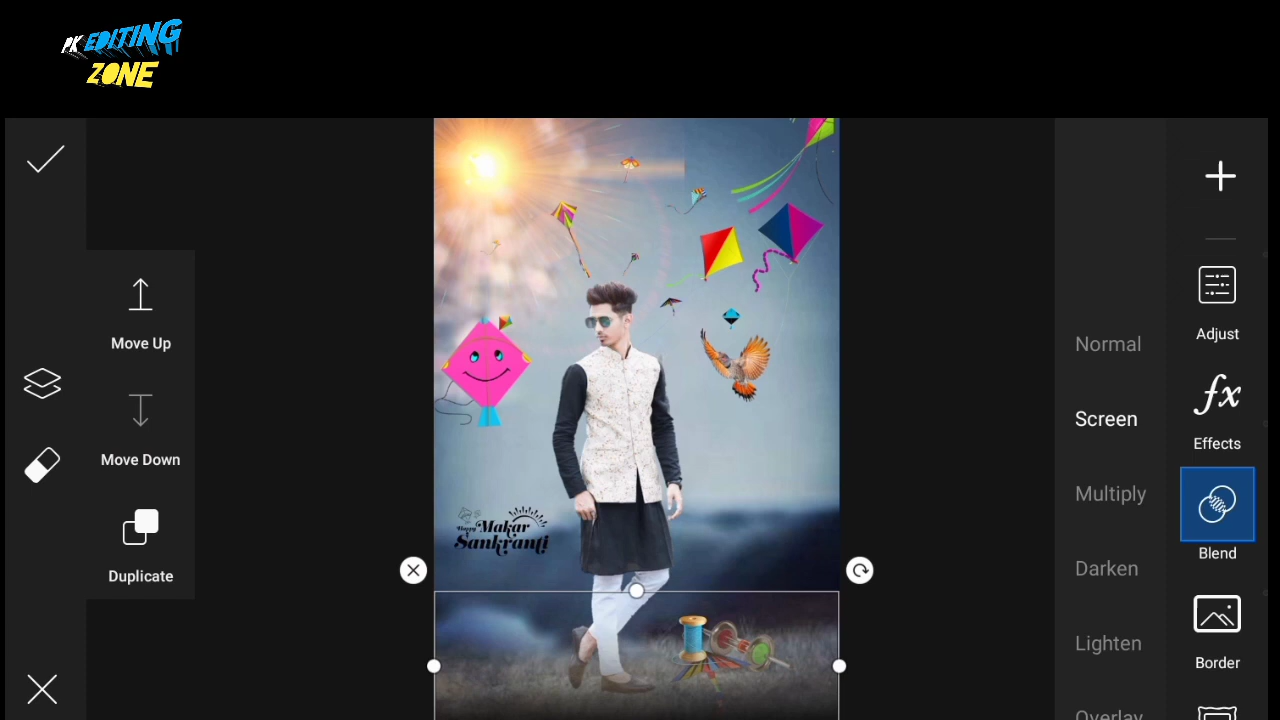 PK EDITING
ZONE
Move Up
Move Down
Duplicate
Happy Makar
Sankranti
Normal
Screen
Multiply
Darken
Lighten
Overlay
Adjust
fx
Effects
Blend
Border